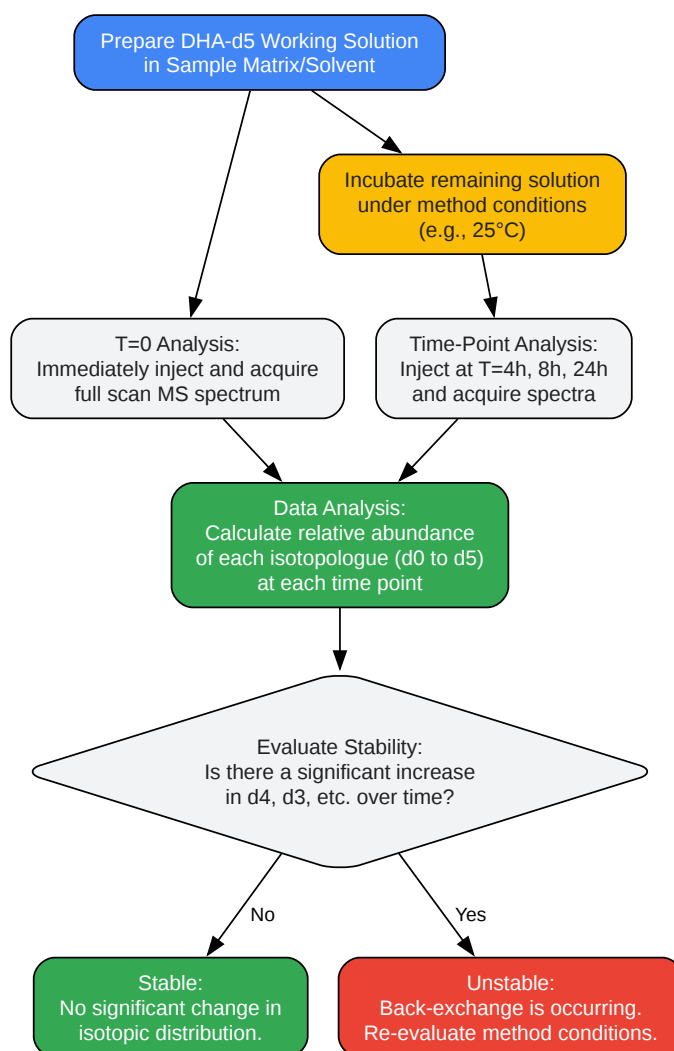 Prepare DHA-d5 Working Solution
in Sample Matrix/Solvent
Incubate remaining solution
under method conditions
(e.g., 25°C)
T=0 Analysis:
Immediately inject and acquire
full scan MS spectrum
Time-Point Analysis:
Inject at T=4h, 8h, 24h
and acquire spectra
Data Analysis:
Calculate relative abundance
of each isotopologue (d0 to d5)
at each time point
Evaluate Stability:
Is there a significant increase
in d4, d3, etc. over time?
No
Yes
Stable:
No significant change in
isotopic distribution.
Unstable:
Back-exchange is occurring.
Re-evaluate method conditions.